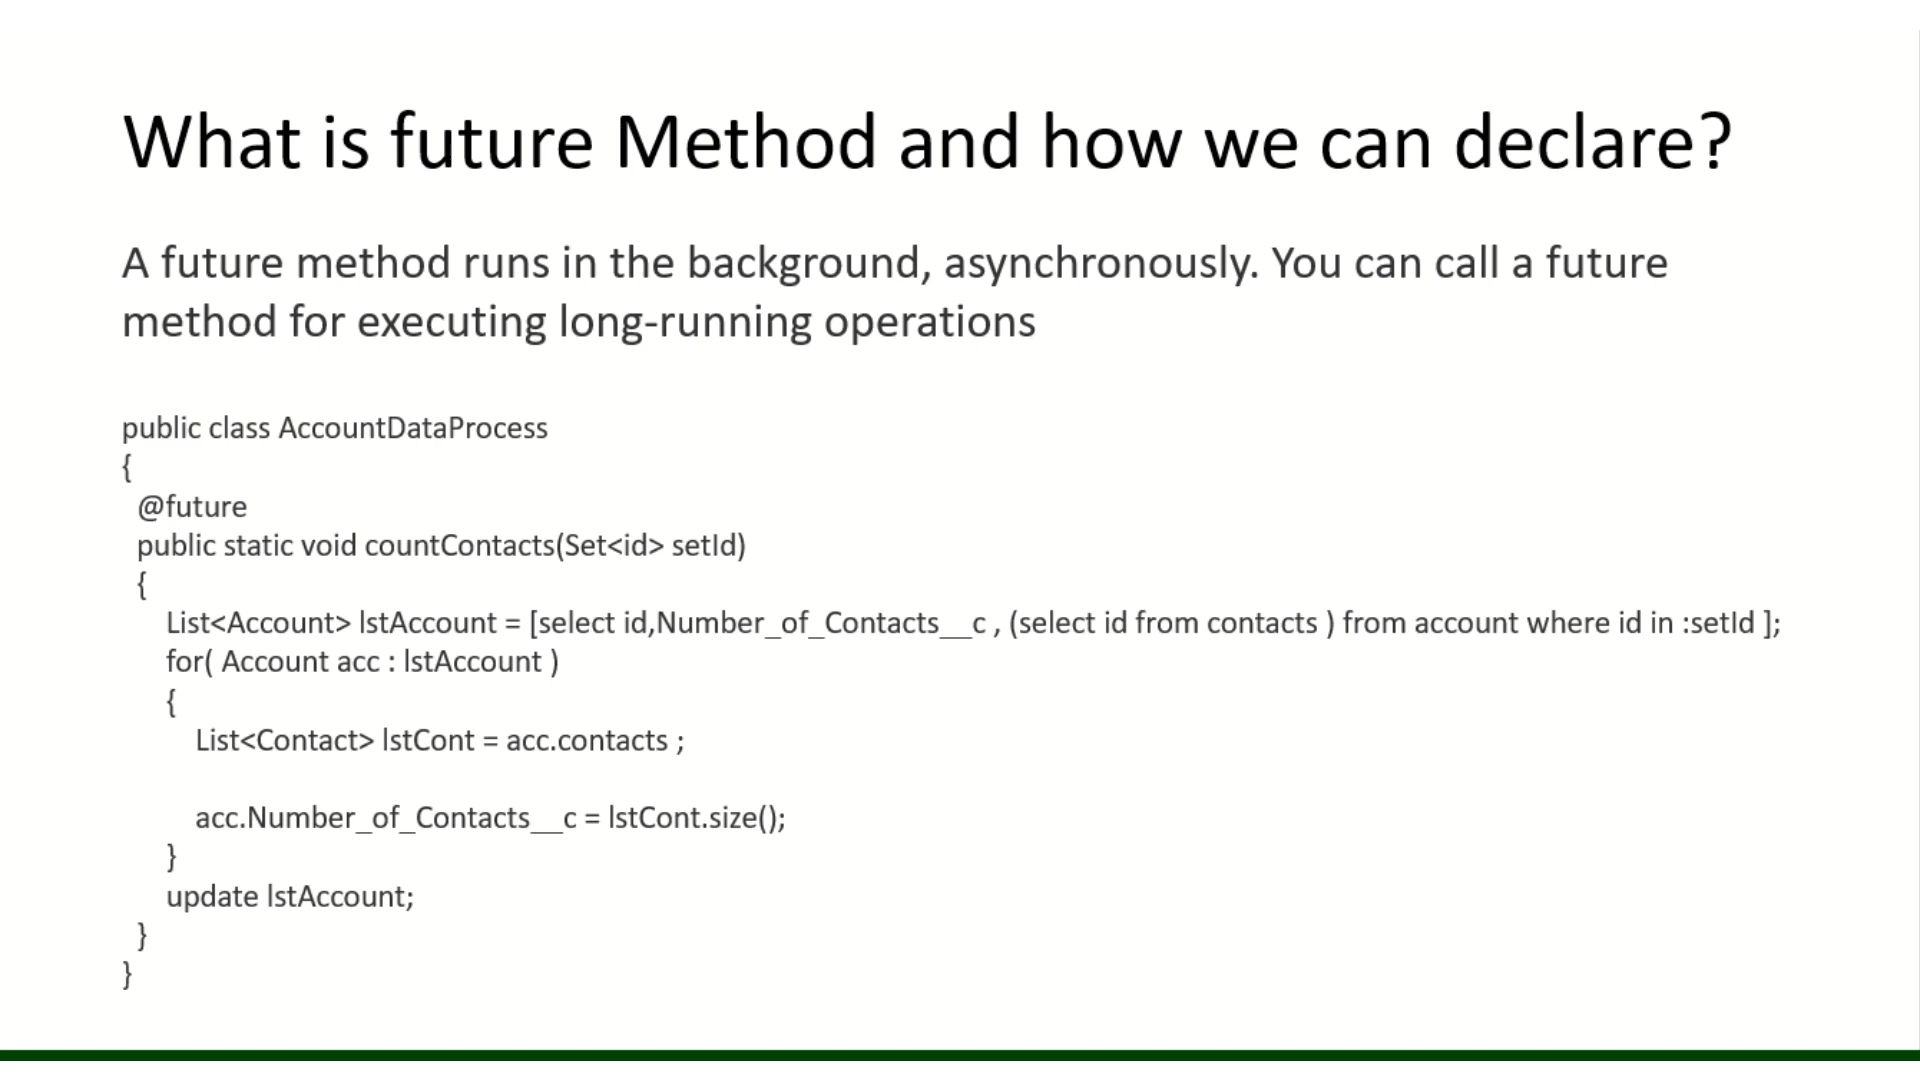 What is future Method and how we can declare?
A future method runs in the background, asynchronously. You can call a future
method for executing long-running operations
public class AccountDataProcess
{
@future
public static void countContacts(Set<id> setId)
{
List<Account> lstAccount = [select id,Number_of_Contacts__c , (select id from contacts ) from account where id in :setId ];
for( Account acc : lstAccount )
{
List<Contact> lstCont = acc.contacts ;
acc.Number_of_Contacts__c = lstCont.size();
}
update lstAccount;
}
}